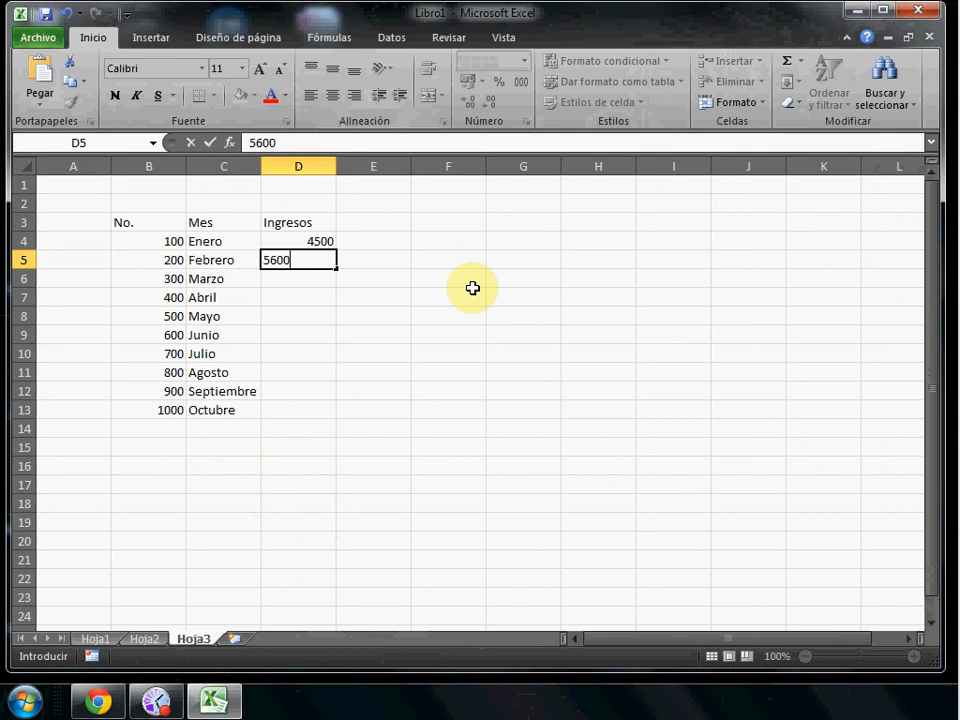 Libro1 - Microsoft Excel
Archivo Inicio Insertar Diseño de página Fórmulas Datos Revisar Vista
Calibri 11
Pegar
N K S
% 000
Formato condicional
Dar formato como tabla
Estilos de celda
Insertar
Eliminar
Formato
Σ
Ordenar y filtrar
Buscar y seleccionar
Portapapeles Fuente Alineación Número Estilos Celdas Modificar
D5 fx 5600
A B C D E F G H I J K L
1
2
3 No. Mes Ingresos
4 100 Enero 4500
5 200 Febrero 5600
6 300 Marzo
7 400 Abril
8 500 Mayo
9 600 Junio
10 700 Julio
11 800 Agosto
12 900 Septiembre
13 1000 Octubre
14
15
16
17
18
19
20
21
22
23
24
Hoja1 Hoja2 Hoja3
Introducir 100%